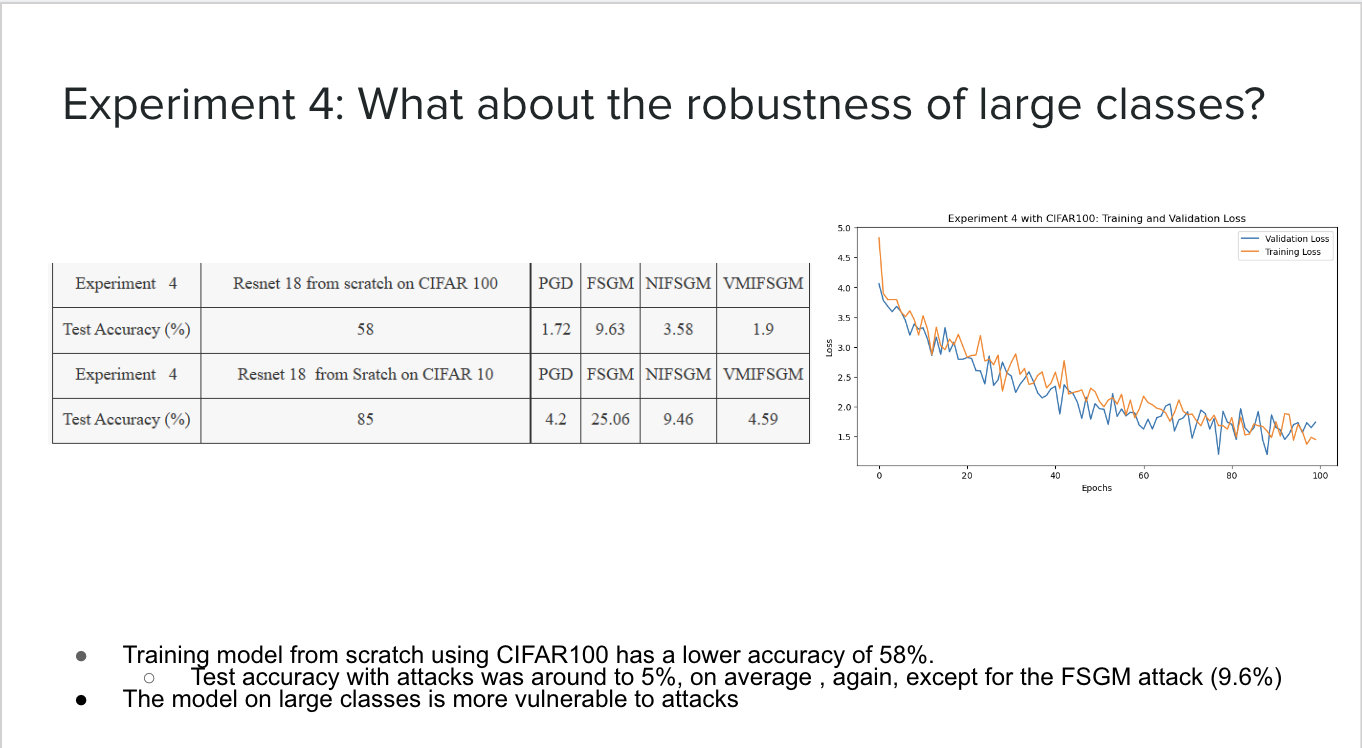 Experiment 4: What about the robustness of large classes?
Experiment 4 Resnet 18 from scratch on CIFAR 100 PGD FSGM NIFSGM VMIFSGM
Test Accuracy (%) 58 1.72 9.63 3.58 1.9
Experiment 4 Resnet 18 from Sratch on CIFAR 10 PGD FSGM NIFSGM VMIFSGM
Test Accuracy (%) 85 4.2 25.06 9.46 4.59
Experiment 4 with CIFAR100: Training and Validation Loss
Validation Loss
Training Loss
Loss
5.0
4.5
4.0
3.5
3.0
2.5
2.0
1.5
0 20 40 60 80 100
Epochs
● Training model from scratch using CIFAR100 has a lower accuracy of 58%.
○ Test accuracy with attacks was around to 5%, on average , again, except for the FSGM attack (9.6%)
● The model on large classes is more vulnerable to attacks